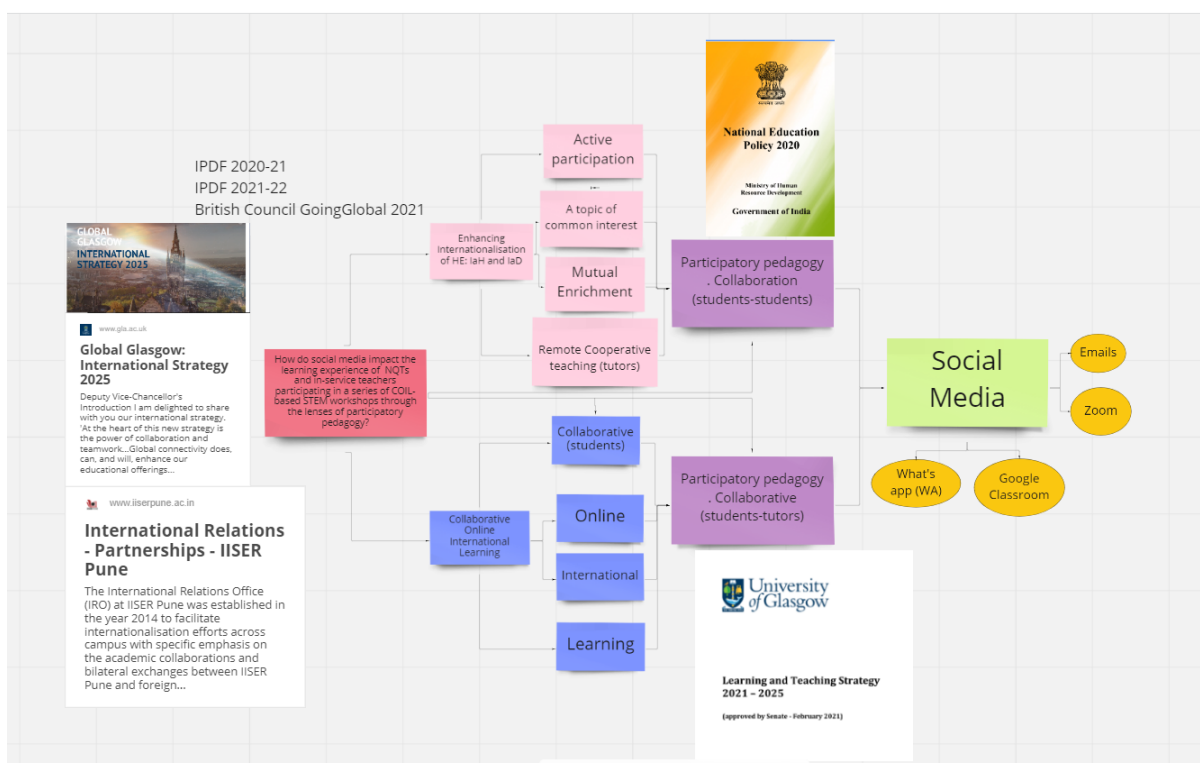 IPDF 2020-21
IPDF 2021-22
British Council GoingGlobal 2021
GLOBAL
GLASGOW
INTERNATIONAL
STRATEGY 2025
www.gla.ac.uk
Global Glasgow:
International Strategy
2025
Deputy Vice-Chancellor's
Introduction I am delighted to share
with you our international strategy.
'At the heart of this new strategy is
the power of collaboration and
teamwork...Global connectivity does,
can, and will, enhance our
educational offerings...
www.iiserpune.ac.in
International Relations
- Partnerships - IISER
Pune
The International Relations Office
(IRO) at IISER Pune was established in
the year 2014 to facilitate
internationalisation efforts across
campus with specific emphasis on
the academic collaborations and
bilateral exchanges between IISER
Pune and foreign...
How do social media impact the
learning experience of NQTs
and in-service teachers
participating in a series of COIL-
based STEM workshops through
the lenses of participatory
pedagogy?
Enhancing
Internationalisation
of HE: IaH and IaD
Active
participation
A topic of
common interest
Mutual
Enrichment
Remote Cooperative
teaching (tutors)
Collaborative
Online
International
Learning
Collaborative
(students)
Online
International
Learning
National Education
Policy 2020
Ministry of Human
Resource Development
Government of India
Participatory pedagogy
. Collaboration
(students-students)
Participatory pedagogy
. Collaborative
(students-tutors)
University
of Glasgow
Learning and Teaching Strategy
2021 – 2025
(approved by Senate - February 2021)
Social
Media
Emails
Zoom
What's
app (WA)
Google
Classroom